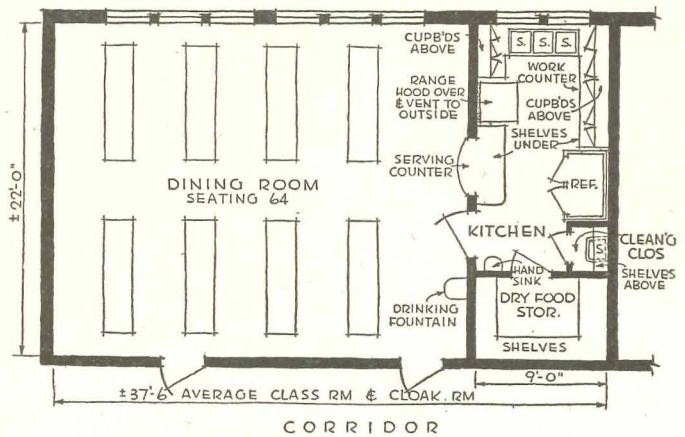 CUPB'DS
ABOVE
S. S. S.
WORK
COUNTER
RANGE
HOOD OVER
& VENT TO
OUTSIDE
CUPB'DS
ABOVE
SHELVES
UNDER
SERVING
COUNTER
REF.
DINING ROOM
SEATING 64
± 22'-0"
KITCHEN
S
CLEAN'G
CLOS
SHELVES
ABOVE
HAND
SINK
DRINKING
FOUNTAIN
DRY FOOD
STOR.
SHELVES
9'-0"
±37'-6" AVERAGE CLASS RM & CLOAK. RM
CORRIDOR